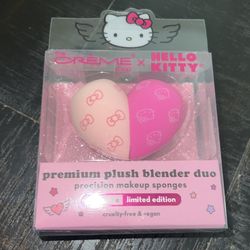 THE
CRÈME
SHOP
x
HELLO
KITTY
premium plush blender duo
precision makeup sponges
limited edition
cruelty-free & vegan